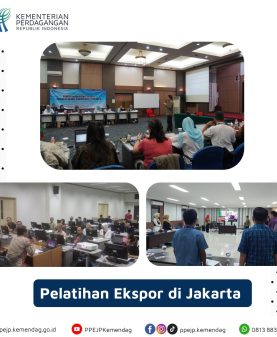 KEMENTERIAN
PERDAGANGAN
REPUBLIK INDONESIA
Pelatihan Ekspor di Jakarta
ppejp.kemendag.go.id
PPEJPKemendag
ppejp.kemendag
0813 883